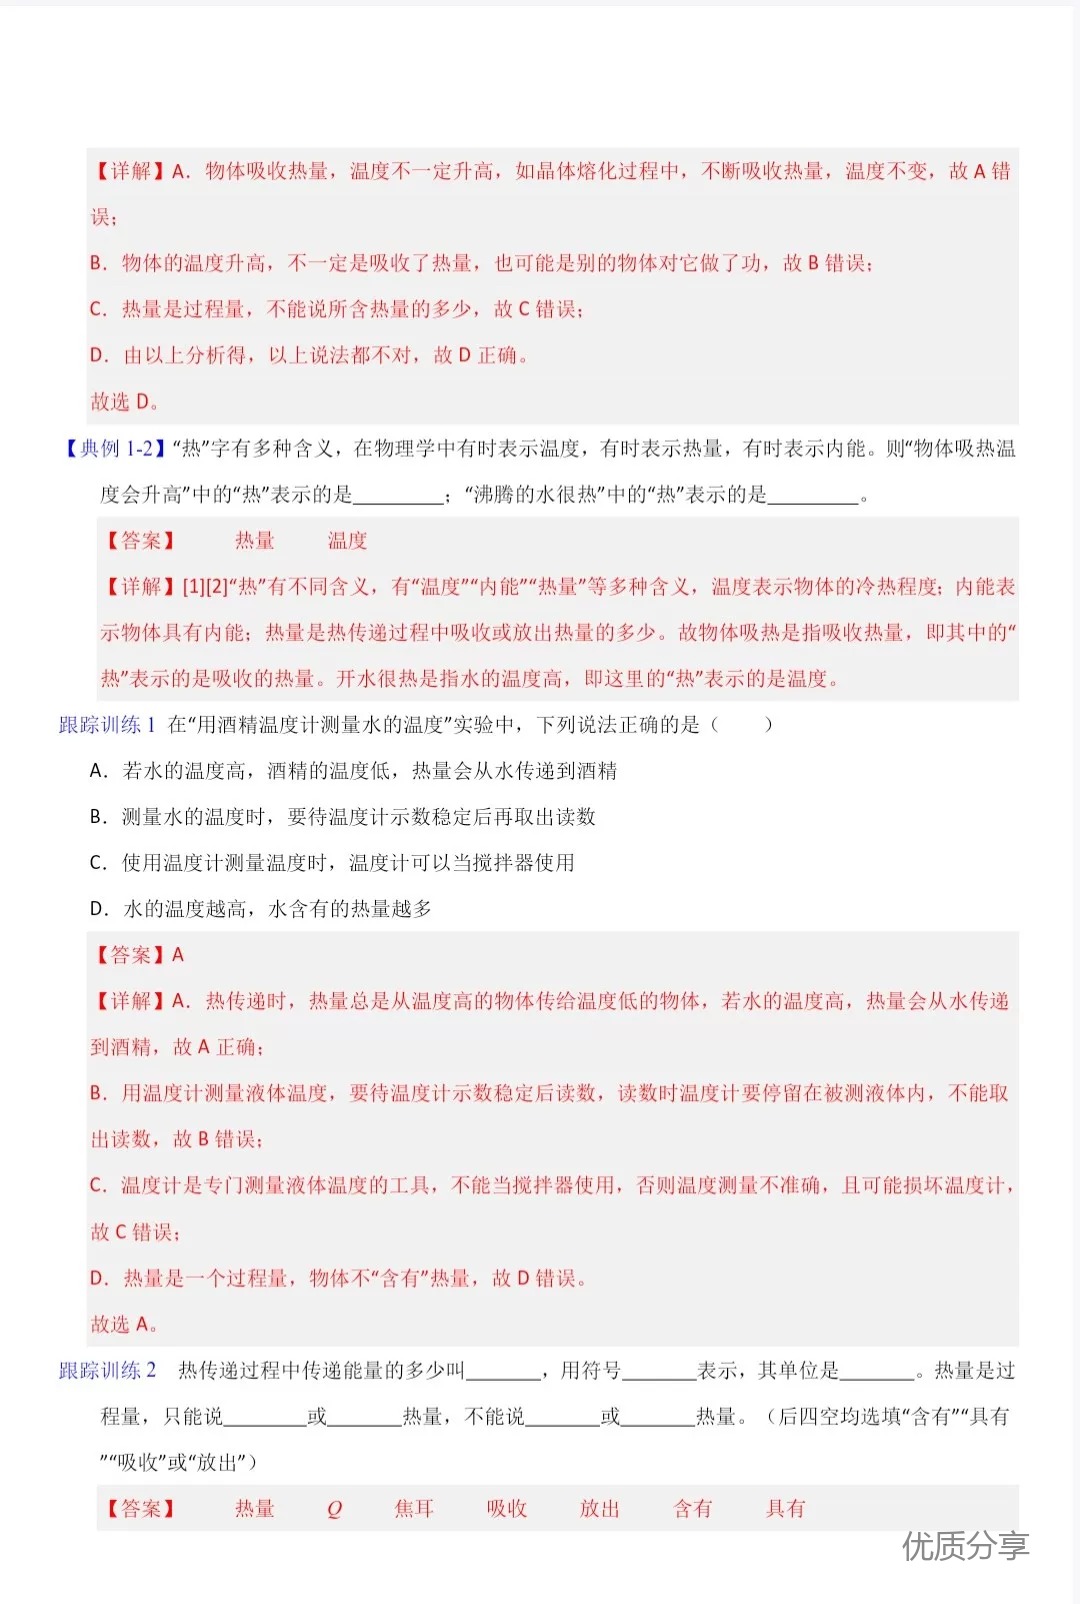 【详解】A．物体吸收热量，温度不一定升高，如晶体熔化过程中，不断吸收热量，温度不变，故 A 错
误；
B．物体的温度升高，不一定是吸收了热量，也可能是别的物体对它做了功，故 B 错误；
C．热量是过程量，不能说所含热量的多少，故 C 错误；
D．由以上分析得，以上说法都不对，故 D 正确。
故选 D。
【典例 1-2】“热”字有多种含义，在物理学中有时表示温度，有时表示热量，有时表示内能。则“物体吸热温
度会升高”中的“热”表示的是_________；“沸腾的水很热”中的“热”表示的是_________。
【答案】 热量 温度
【详解】[1][2]“热”有不同含义，有“温度”“内能”“热量”等多种含义，温度表示物体的冷热程度；内能表
示物体具有内能；热量是热传递过程中吸收或放出热量的多少。故物体吸热是指吸收热量，即其中的“
热”表示的是吸收的热量。开水很热是指水的温度高，即这里的“热”表示的是温度。
跟踪训练 1 在“用酒精温度计测量水的温度”实验中，下列说法正确的是（ ）
A．若水的温度高，酒精的温度低，热量会从水传递到酒精
B．测量水的温度时，要待温度计示数稳定后再取出读数
C．使用温度计测量温度时，温度计可以当搅拌器使用
D．水的温度越高，水含有的热量越多
【答案】A
【详解】A．热传递时，热量总是从温度高的物体传给温度低的物体，若水的温度高，热量会从水传递
到酒精，故 A 正确；
B．用温度计测量液体温度，要待温度计示数稳定后读数，读数时温度计要停留在被测液体内，不能取
出读数，故 B 错误；
C．温度计是专门测量液体温度的工具，不能当搅拌器使用，否则温度测量不准确，且可能损坏温度计，
故 C 错误；
D．热量是一个过程量，物体不“含有”热量，故 D 错误。
故选 A。
跟踪训练 2 热传递过程中传递能量的多少叫_______，用符号_______表示，其单位是_______。热量是过
程量，只能说________或_______热量，不能说_______或_______热量。（后四空均选填“含有”“具有
”“吸收”或“放出”）
【答案】 热量 Q 焦耳 吸收 放出 含有 具有
优质分享